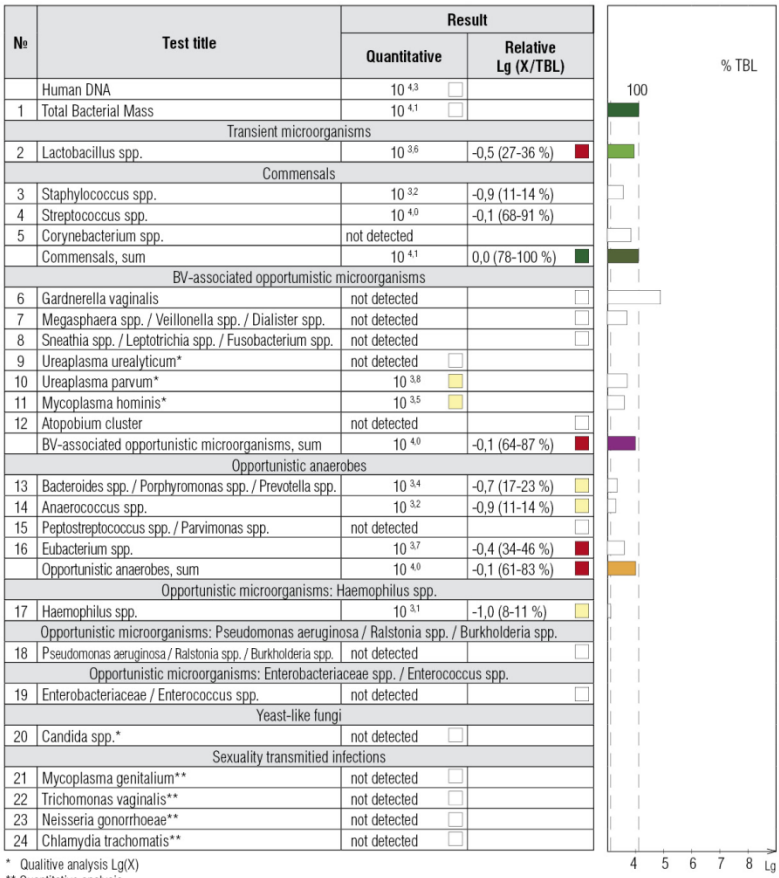 № Test title Result
Quantitative Relative Lg (X/TBL)
% TBL
Human DNA 10 4,3 100
1 Total Bacterial Mass 10 4,1
Transient microorganisms
2 Lactobacillus spp. 10 3,6 -0,5 (27-36 %)
Commensals
3 Staphylococcus spp. 10 3,2 -0,9 (11-14 %)
4 Streptococcus spp. 10 4,0 -0,1 (68-91 %)
5 Corynebacterium spp. not detected
Commensals, sum 10 4,1 0,0 (78-100 %)
BV-associated opportumistic microorganisms
6 Gardnerella vaginalis not detected
7 Megasphaera spp. / Veillonella spp. / Dialister spp. not detected
8 Sneathia spp. / Leptotrichia spp. / Fusobacterium spp. not detected
9 Ureaplasma urealyticum* not detected
10 Ureaplasma parvum* 10 3,8
11 Mycoplasma hominis* 10 3,5
12 Atopobium cluster not detected
BV-associated opportunistic microorganisms, sum 10 4,0 -0,1 (64-87 %)
Opportunistic anaerobes
13 Bacteroides spp. / Porphyromonas spp. / Prevotella spp. 10 3,4 -0,7 (17-23 %)
14 Anaerococcus spp. 10 3,2 -0,9 (11-14 %)
15 Peptostreptococcus spp. / Parvimonas spp. not detected
16 Eubacterium spp. 10 3,7 -0,4 (34-46 %)
Opportunistic anaerobes, sum 10 4,0 -0,1 (61-83 %)
Opportunistic microorganisms: Haemophilus spp.
17 Haemophilus spp. 10 3,1 -1,0 (8-11 %)
Opportunistic microorganisms: Pseudomonas aeruginosa / Ralstonia spp. / Burkholderia spp.
18 Pseudomonas aeruginosa / Ralstonia spp. / Burkholderia spp. not detected
Opportunistic microorganisms: Enterobacteriaceae spp. / Enterococcus spp.
19 Enterobacteriaceae / Enterococcus spp. not detected
Yeast-like fungi
20 Candida spp.* not detected
Sexuality transmitied infections
21 Mycoplasma genitalium** not detected
22 Trichomonas vaginalis** not detected
23 Neisseria gonorrhoeae** not detected
24 Chlamydia trachomatis** not detected
4 5 6 7 8 Lg
* Qualitive analysis Lg(X)